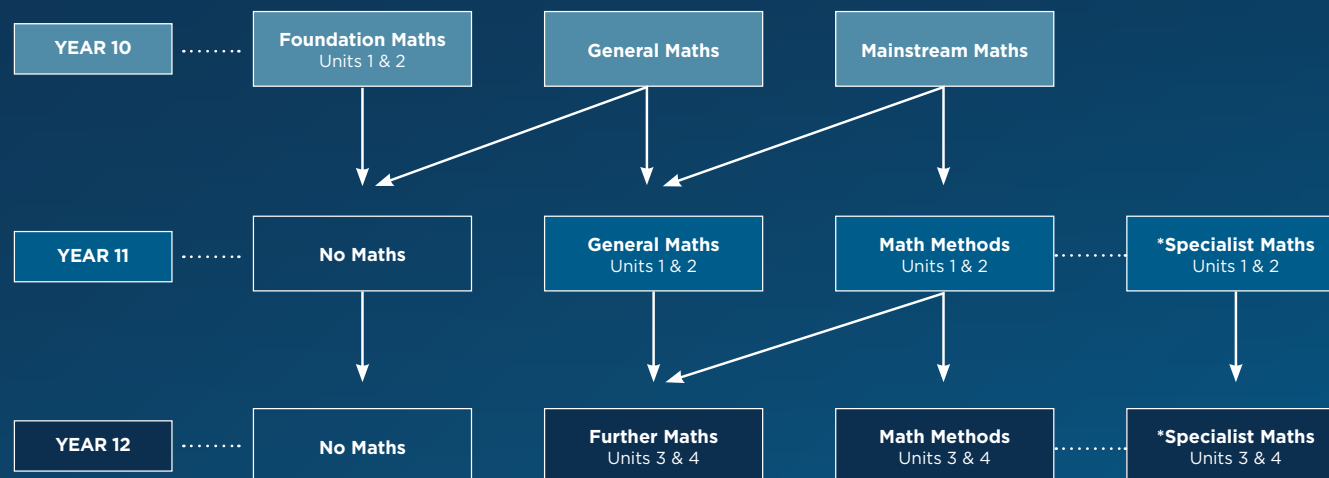 YEAR 10
Foundation Maths
Units 1 & 2
General Maths
Mainstream Maths
YEAR 11
No Maths
General Maths
Units 1 & 2
Math Methods
Units 1 & 2
*Specialist Maths
Units 1 & 2
YEAR 12
No Maths
Further Maths
Units 3 & 4
Math Methods
Units 3 & 4
*Specialist Maths
Units 3 & 4